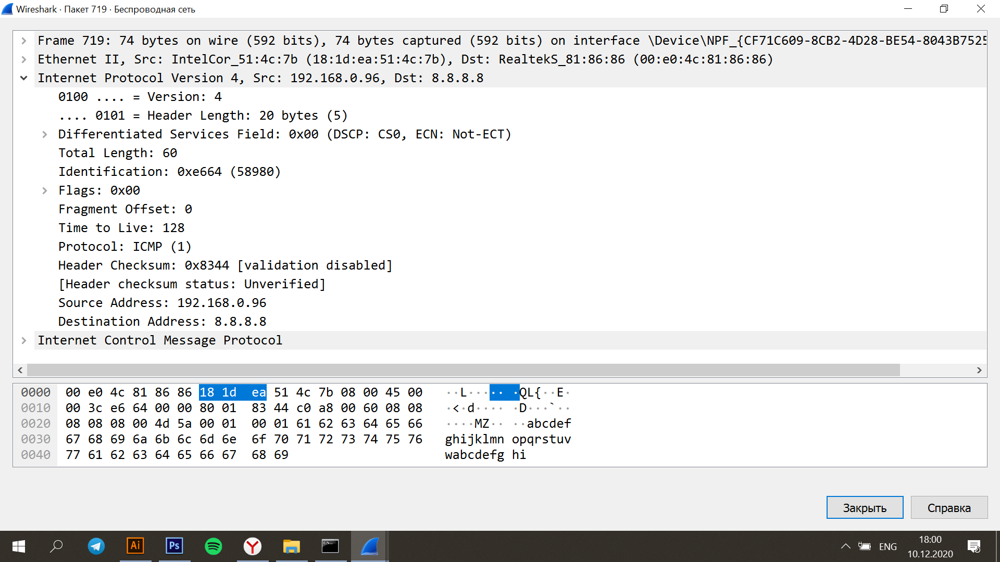 Wireshark · Пакет 719 · Беспроводная сеть
Frame 719: 74 bytes on wire (592 bits), 74 bytes captured (592 bits) on interface \Device\NPF_{CF71C609-8CB2-4D28-BE54-8043B7525
Ethernet II, Src: IntelCor_51:4c:7b (18:1d:ea:51:4c:7b), Dst: RealtekS_81:86:86 (00:e0:4c:81:86:86)
Internet Protocol Version 4, Src: 192.168.0.96, Dst: 8.8.8.8
0100 .... = Version: 4
.... 0101 = Header Length: 20 bytes (5)
Differentiated Services Field: 0x00 (DSCP: CS0, ECN: Not-ECT)
Total Length: 60
Identification: 0xe664 (58980)
Flags: 0x00
Fragment Offset: 0
Time to Live: 128
Protocol: ICMP (1)
Header Checksum: 0x8344 [validation disabled]
[Header checksum status: Unverified]
Source Address: 192.168.0.96
Destination Address: 8.8.8.8
Internet Control Message Protocol
0000 00 e0 4c 81 86 86 18 1d ea 51 4c 7b 08 00 45 00 ··L····· ·QL{··E·
0010 00 3c e6 64 00 00 80 01 83 44 c0 a8 00 60 08 08 ·<·d···· ·D···`··
0020 08 08 08 00 4d 5a 00 01 00 01 61 62 63 64 65 66 ····MZ·· ··abcdef
0030 67 68 69 6a 6b 6c 6d 6e 6f 70 71 72 73 74 75 76 ghijklmn opqrstuv
0040 77 61 62 63 64 65 66 67 68 69 wabcdefg hi
Закрыть Справка
Ai Ps ENG 18:00
10.12.2020